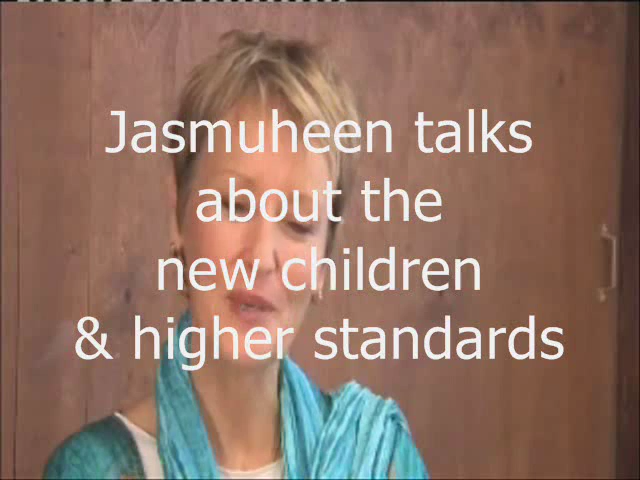 Jasmuheen talks
about the
new children
& higher standards